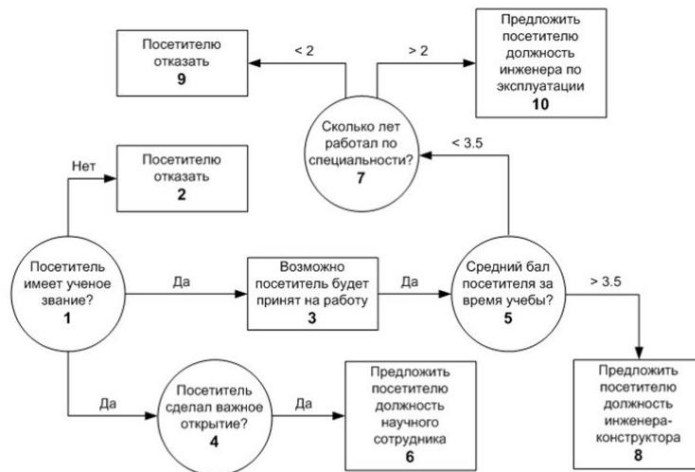 Посетителю
отказать
9
< 2
> 2
Предложить
посетителю
должность
инженера по
эксплуатации
10
Сколько лет
работал по
специальности?
7
< 3.5
Нет
Посетителю
отказать
2
Посетитель
имеет ученое
звание?
1
Да
Возможно
посетитель будет
принят на работу
3
Да
Средний бал
посетителя за
время учебы?
5
> 3.5
Да
Посетитель
сделал важное
открытие?
4
Да
Предложить
посетителю
должность
научного
сотрудника
6
Предложить
посетителю
должность
инженера-
конструктора
8